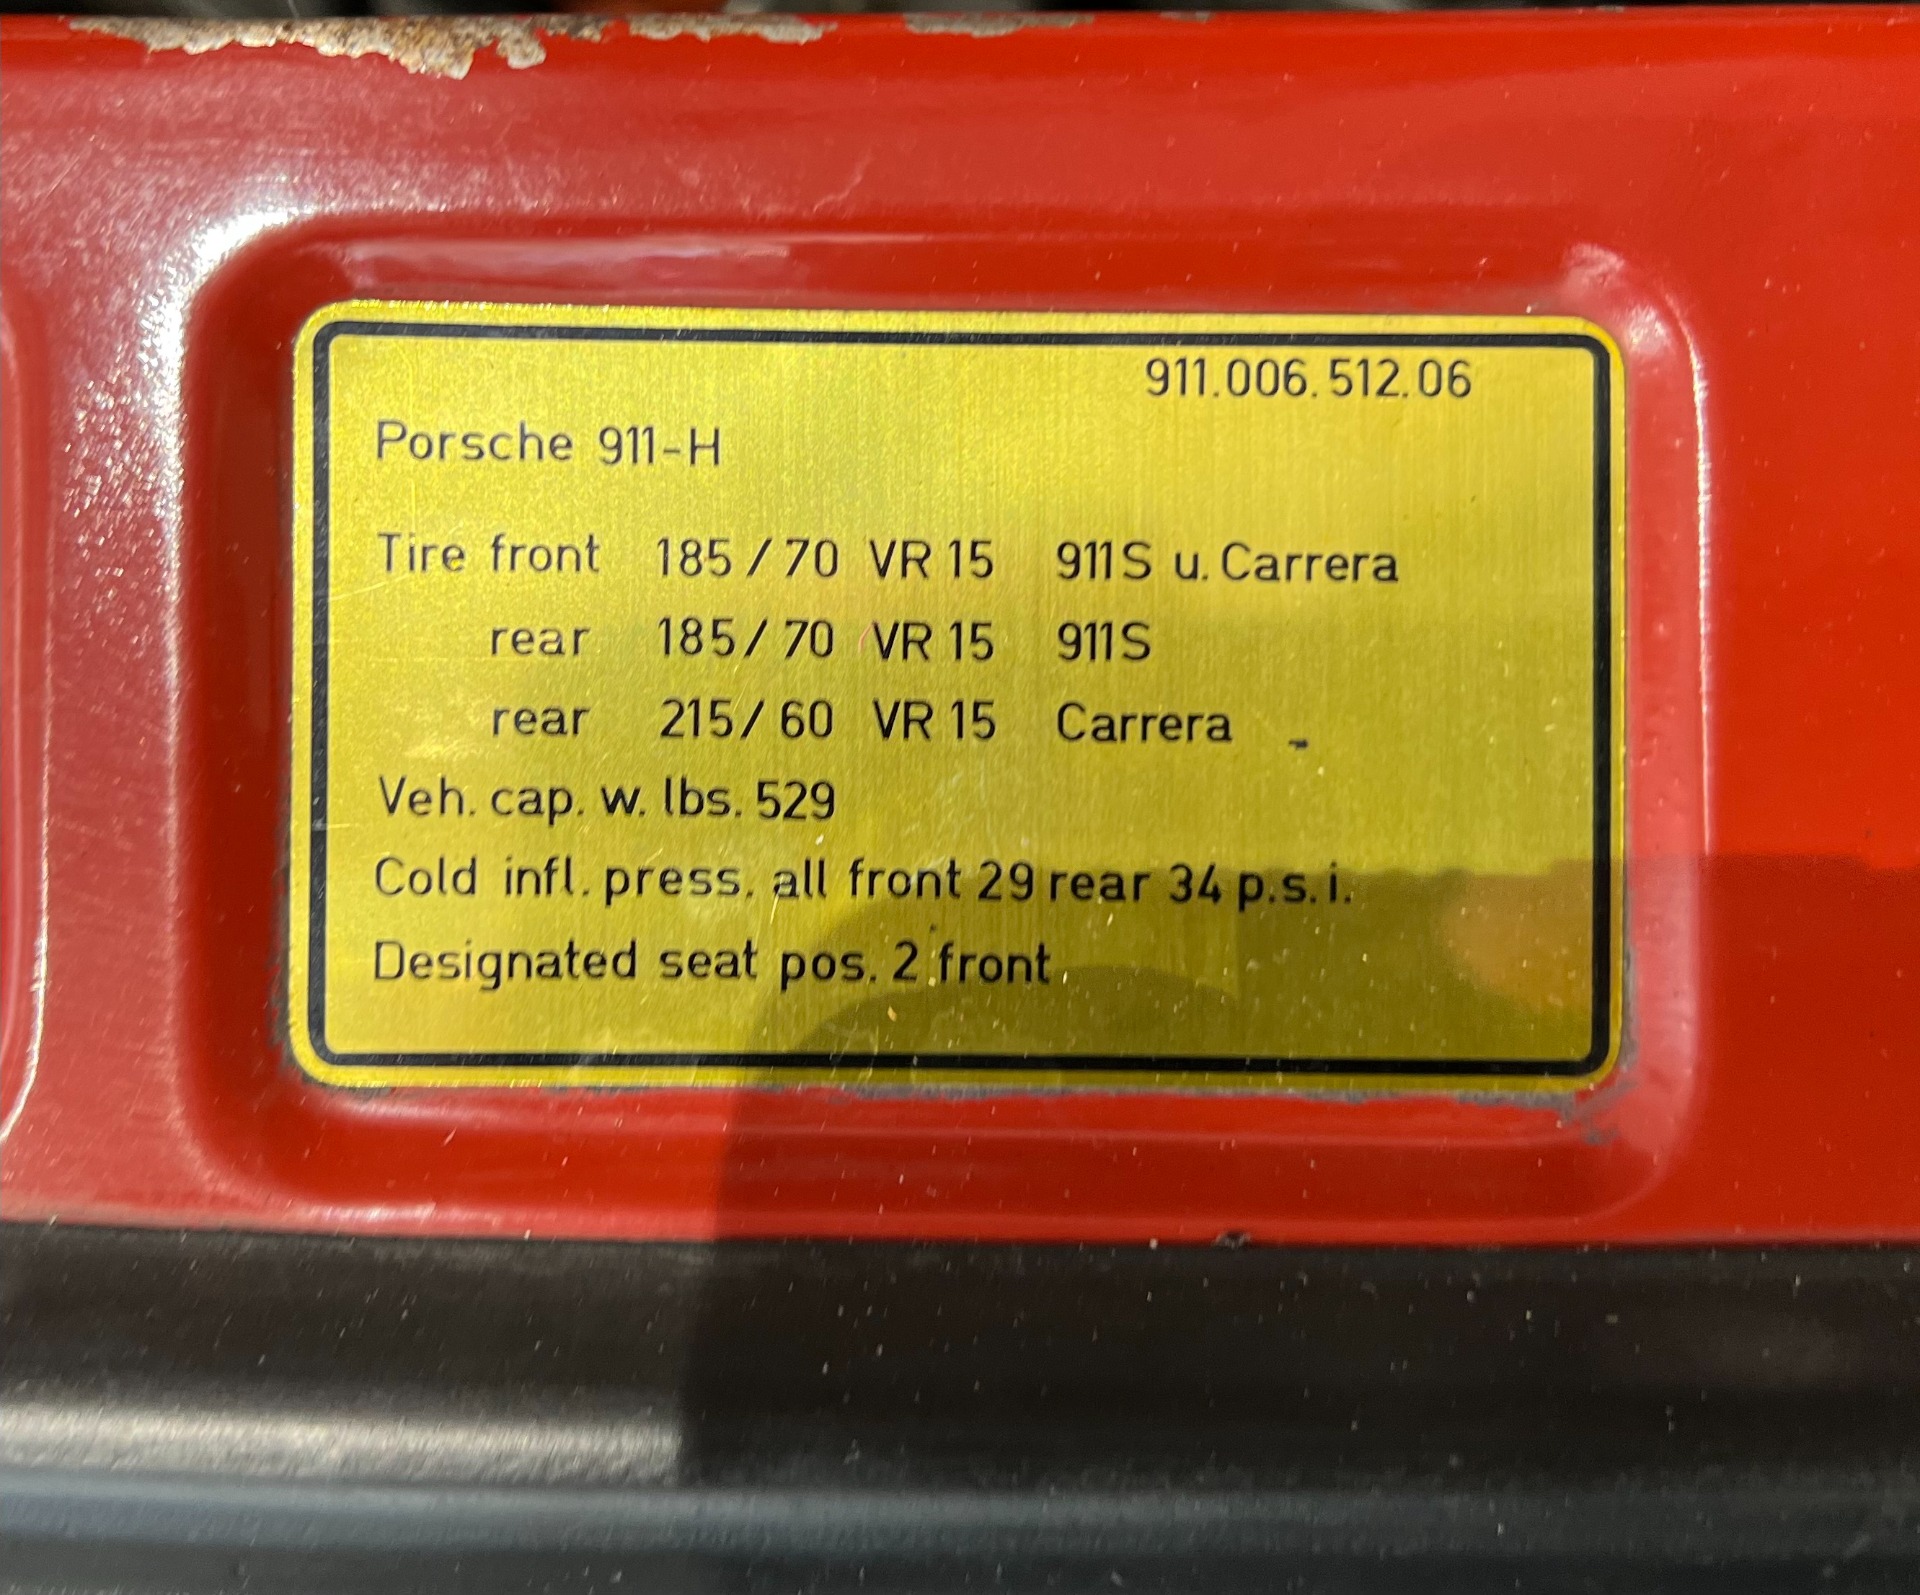 911.006.512.06
Porsche 911-H
Tire front 185/70 VR 15 911S u. Carrera
rear 185/70 VR 15 911S
rear 215/60 VR 15 Carrera
Veh. cap. w. lbs. 529
Cold infl. press. all front 29 rear 34 p.s.i.
Designated seat pos. 2 front